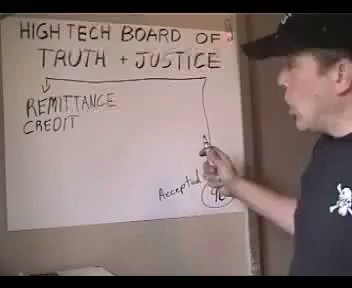 HIGH TECH BOARD OF
TRUTH + JUSTICE
REMITTANCE
CREDIT
Accepted